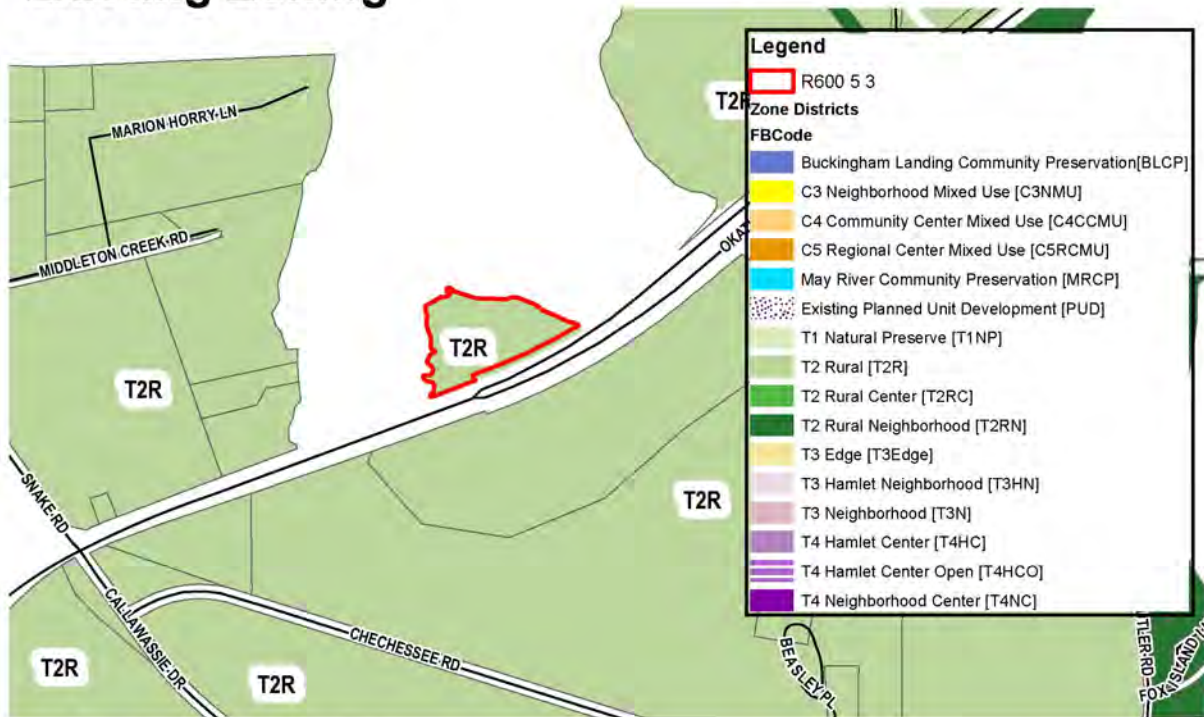 MARION HORRY LN
MIDDLETON CREEK RD
T2R
T2R
T2R
SNAKE RD
CALLAWASSIE DR
CHECHESSEE RD
T2R
T2R
T2R
BEASLEY PL
Legend
R600 5 3
Zone Districts
FBCode
Buckingham Landing Community Preservation[BLCP]
C3 Neighborhood Mixed Use [C3NMU]
C4 Community Center Mixed Use [C4CCMU]
C5 Regional Center Mixed Use [C5RCMU]
May River Community Preservation [MRCP]
Existing Planned Unit Development [PUD]
T1 Natural Preserve [T1NP]
T2 Rural [T2R]
T2 Rural Center [T2RC]
T2 Rural Neighborhood [T2RN]
T3 Edge [T3Edge]
T3 Hamlet Neighborhood [T3HN]
T3 Neighborhood [T3N]
T4 Hamlet Center [T4HC]
T4 Hamlet Center Open [T4HCO]
T4 Neighborhood Center [T4NC]
FOX ISLAND